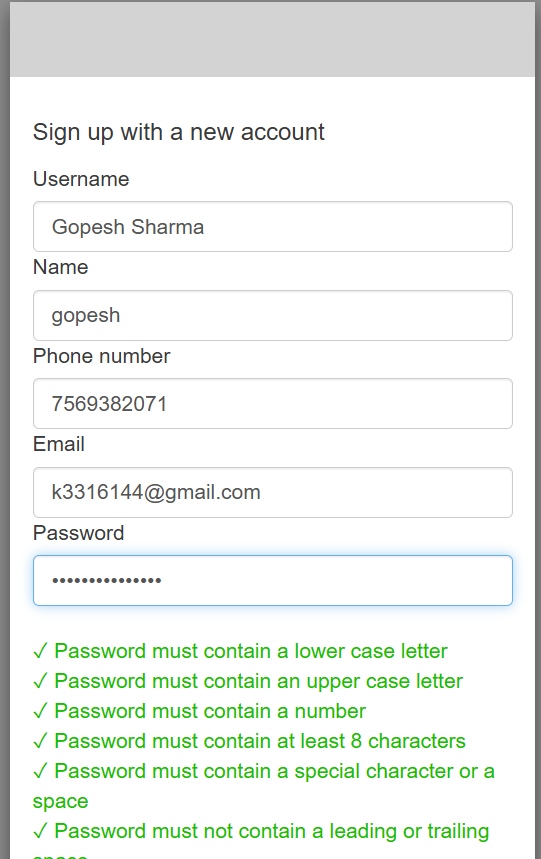 Sign up with a new account
Username
Gopesh Sharma
Name
gopesh
Phone number
7569382071
Email
k3316144@gmail.com
Password
•••••••••••••••
✓ Password must contain a lower case letter
✓ Password must contain an upper case letter
✓ Password must contain a number
✓ Password must contain at least 8 characters
✓ Password must contain a special character or a
space
✓ Password must not contain a leading or trailing
space